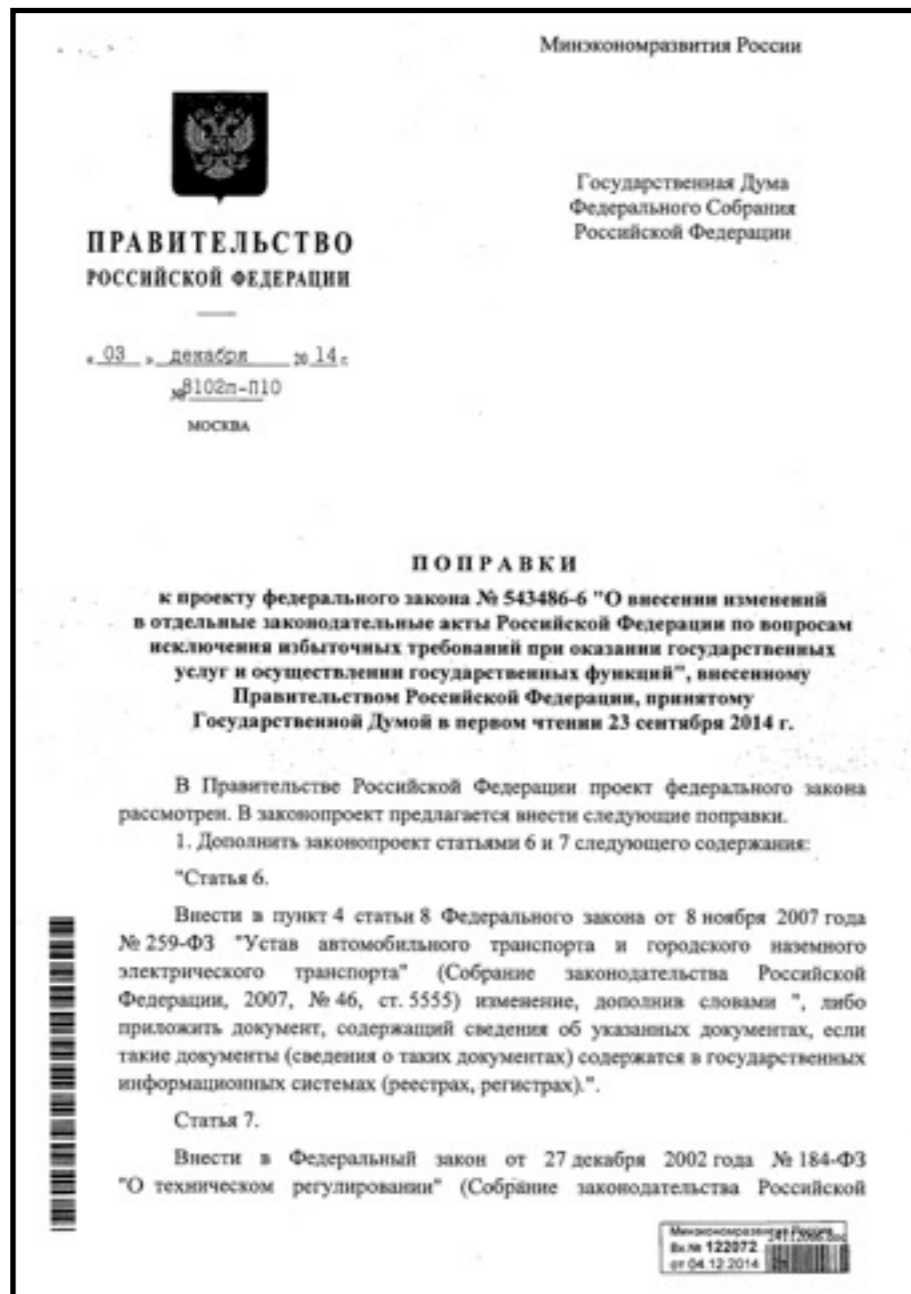 Минэкономразвития России
Государственная Дума
Федерального Собрания
Российской Федерации
ПРАВИТЕЛЬСТВО
РОССИЙСКОЙ ФЕДЕРАЦИИ
« 03 » декабря 20 14 г.
№ 8102п-П10
МОСКВА
ПОПРАВКИ
к проекту федерального закона № 543486-6 "О внесении изменений
в отдельные законодательные акты Российской Федерации по вопросам
исключения избыточных требований при оказании государственных
услуг и осуществлении государственных функций", внесенному
Правительством Российской Федерации, принятому
Государственной Думой в первом чтении 23 сентября 2014 г.
В Правительстве Российской Федерации проект федерального закона
рассмотрен. В законопроект предлагается внести следующие поправки.
1. Дополнить законопроект статьями 6 и 7 следующего содержания:
"Статья 6.
Внести в пункт 4 статьи 8 Федерального закона от 8 ноября 2007 года
№ 259-ФЗ "Устав автомобильного транспорта и городского наземного
электрического транспорта" (Собрание законодательства Российской
Федерации, 2007, № 46, ст. 5555) изменение, дополнив словами ", либо
приложить документ, содержащий сведения об указанных документах, если
такие документы (сведения о таких документах) содержатся в государственных
информационных системах (реестрах, регистрах).".
Статья 7.
Внести в Федеральный закон от 27 декабря 2002 года № 184-ФЗ
"О техническом регулировании" (Собрание законодательства Российской
Минэкономразвития России
Вх.№ 122072
от 04.12.2014